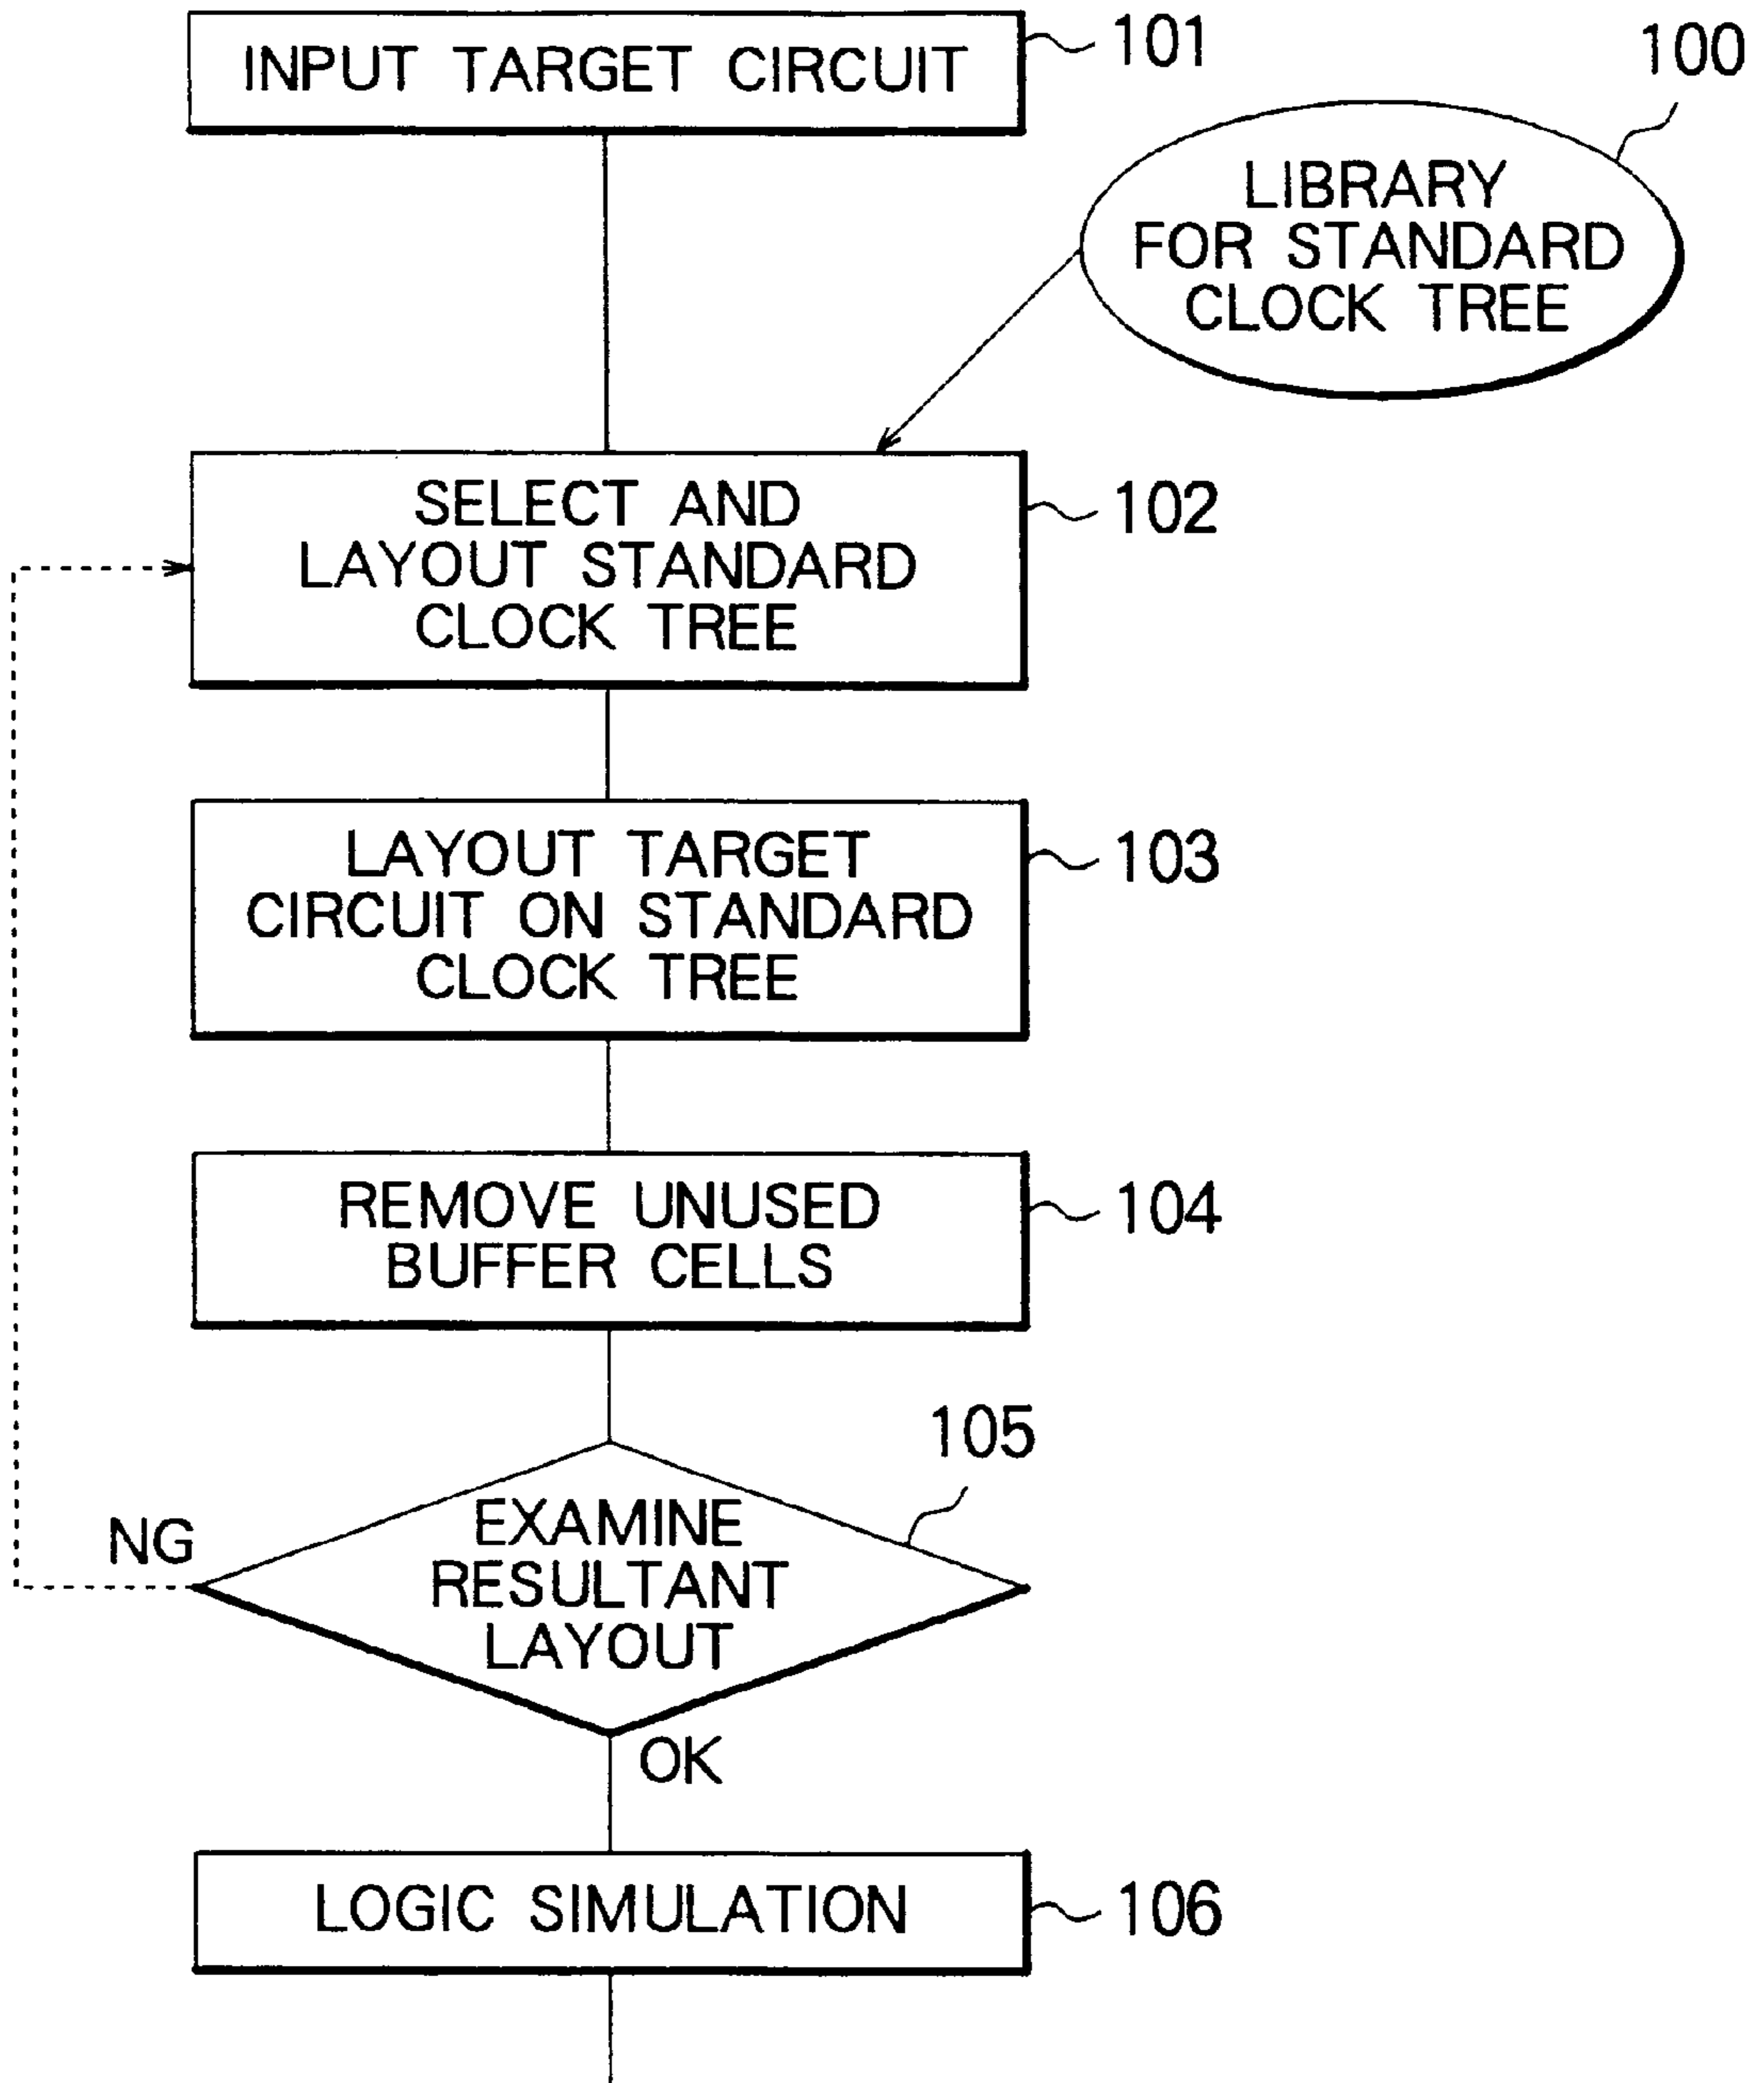 INPUT TARGET CIRCUIT
101
100
LIBRARY
FOR STANDARD
CLOCK TREE
SELECT AND
LAYOUT STANDARD
CLOCK TREE
102
LAYOUT TARGET
CIRCUIT ON STANDARD
CLOCK TREE
103
REMOVE UNUSED
BUFFER CELLS
104
105
EXAMINE
RESULTANT
LAYOUT
NG
OK
LOGIC SIMULATION
106